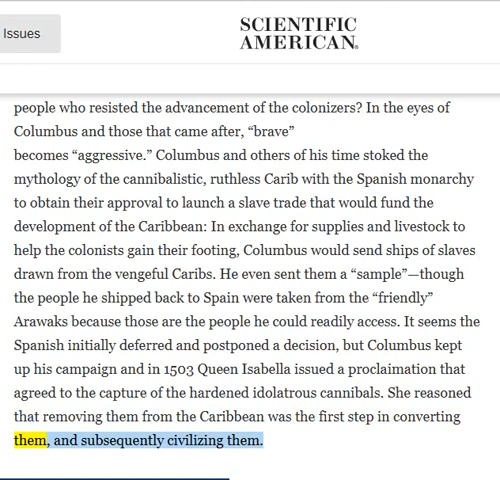 Issues
SCIENTIFIC
AMERICAN®
people who resisted the advancement of the colonizers? In the eyes of
Columbus and those that came after, “brave”
becomes “aggressive.” Columbus and others of his time stoked the
mythology of the cannibalistic, ruthless Carib with the Spanish monarchy
to obtain their approval to launch a slave trade that would fund the
development of the Caribbean: In exchange for supplies and livestock to
help the colonists gain their footing, Columbus would send ships of slaves
drawn from the vengeful Caribs. He even sent them a “sample”—though
the people he shipped back to Spain were taken from the “friendly”
Arawaks because those are the people he could readily access. It seems the
Spanish initially deferred and postponed a decision, but Columbus kept
up his campaign and in 1503 Queen Isabella issued a proclamation that
agreed to the capture of the hardened idolatrous cannibals. She reasoned
that removing them from the Caribbean was the first step in converting
them, and subsequently civilizing them.